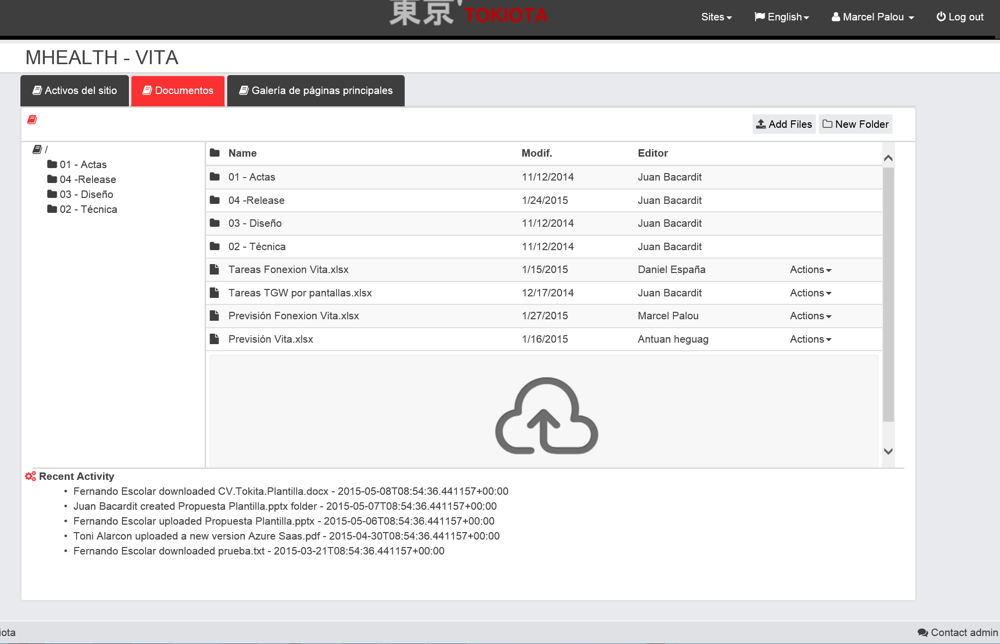 東京'TOKIOTA
Sites English Marcel Palou Log out
MHEALTH - VITA
Activos del sitio Documentos Galería de páginas principales
Add Files New Folder
/
01 - Actas
04 -Release
03 - Diseño
02 - Técnica
Name Modif. Editor
01 - Actas 11/12/2014 Juan Bacardit
04 -Release 1/24/2015 Juan Bacardit
03 - Diseño 11/12/2014 Juan Bacardit
02 - Técnica 11/12/2014 Juan Bacardit
Tareas Fonexion Vita.xlsx 1/15/2015 Daniel España Actions
Tareas TGW por pantallas.xlsx 12/17/2014 Juan Bacardit Actions
Previsión Fonexion Vita.xlsx 1/27/2015 Marcel Palou Actions
Previsión Vita.xlsx 1/16/2015 Antuan heguag Actions
Recent Activity
• Fernando Escolar downloaded CV.Tokita.Plantilla.docx - 2015-05-08T08:54:36.441157+00:00
• Juan Bacardit created Propuesta Plantilla.pptx folder - 2015-05-07T08:54:36.441157+00:00
• Fernando Escolar uploaded Propuesta Plantilla.pptx - 2015-05-06T08:54:36.441157+00:00
• Toni Alarcon uploaded a new version Azure Saas.pdf - 2015-04-30T08:54:36.441157+00:00
• Fernando Escolar downloaded prueba.txt - 2015-03-21T08:54:36.441157+00:00
iota Contact admin